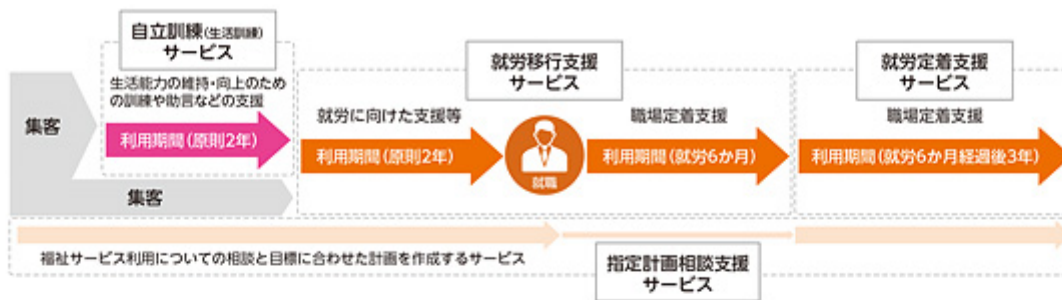 集客
集客
自立訓練(生活訓練)
サービス
生活能力の維持・向上のため
の訓練や助言などの支援
利用期間(原則2年)
就労移行支援
サービス
就労に向けた支援等
利用期間(原則2年)
就職
職場定着支援
利用期間(就労6か月)
就労定着支援
サービス
職場定着支援
利用期間(就労6か月経過後3年)
福祉サービス利用についての相談と目標に合わせた計画を作成するサービス
指定計画相談支援
サービス